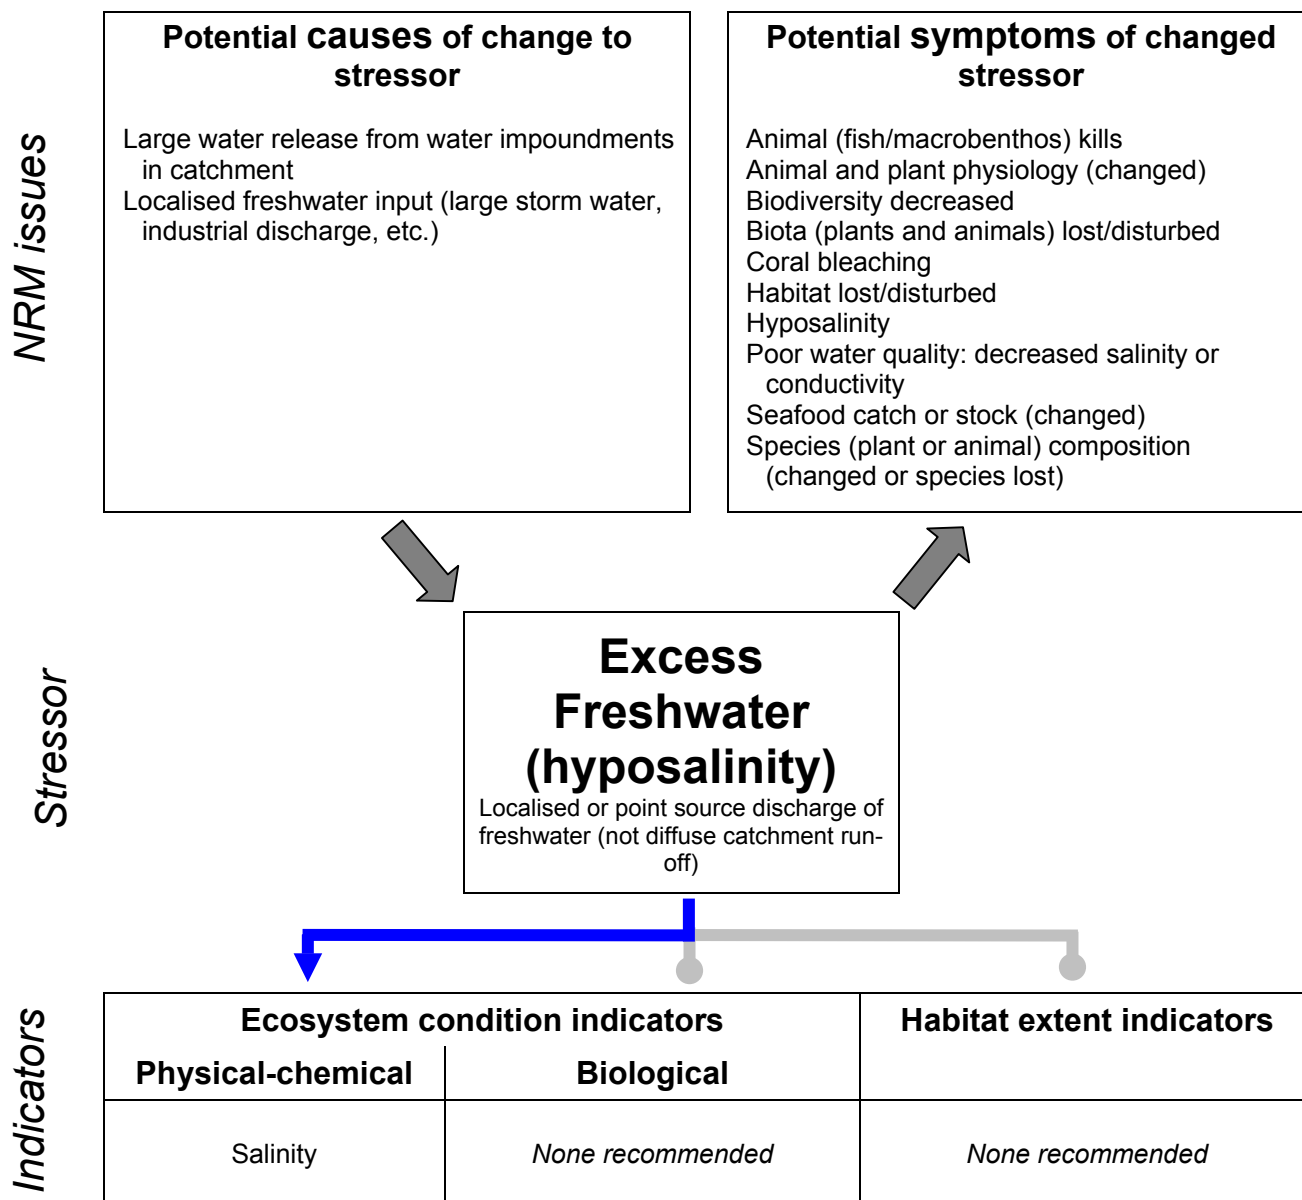 NRM issues
Potential causes of change to
stressor
Large water release from water impoundments
in catchment
Localised freshwater input (large storm water,
industrial discharge, etc.)
Potential symptoms of changed
stressor
Animal (fish/macrobenthos) kills
Animal and plant physiology (changed)
Biodiversity decreased
Biota (plants and animals) lost/disturbed
Coral bleaching
Habitat lost/disturbed
Hyposalinity
Poor water quality: decreased salinity or
conductivity
Seafood catch or stock (changed)
Species (plant or animal) composition
(changed or species lost)
Stressor
Excess
Freshwater
(hyposalinity)
Localised or point source discharge of
freshwater (not diffuse catchment run-
off)
Indicators
Ecosystem condition indicators
Habitat extent indicators
Physical-chemical
Biological
Salinity
None recommended
None recommended